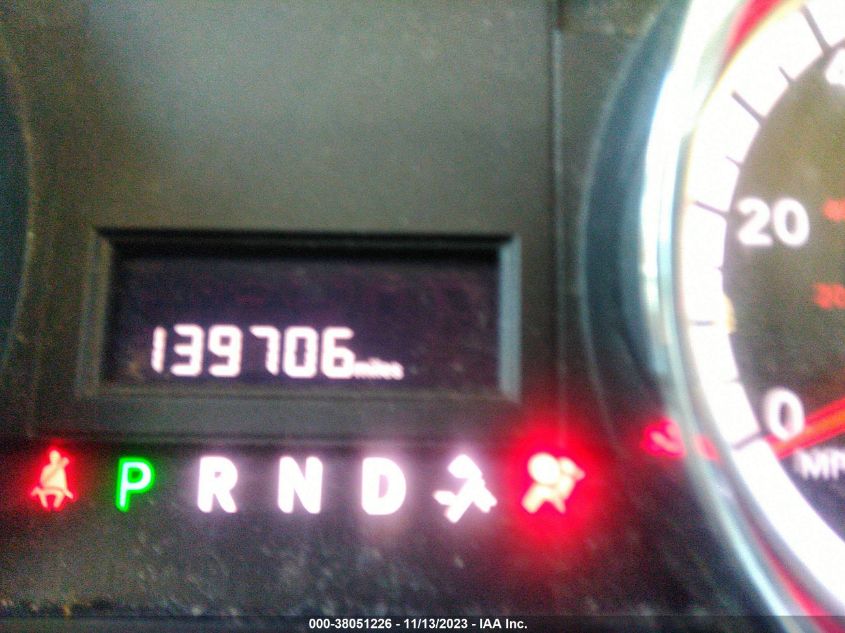 20
139706 miles
0
P R N D
000-38051226 - 11/13/2023 - IAA Inc.